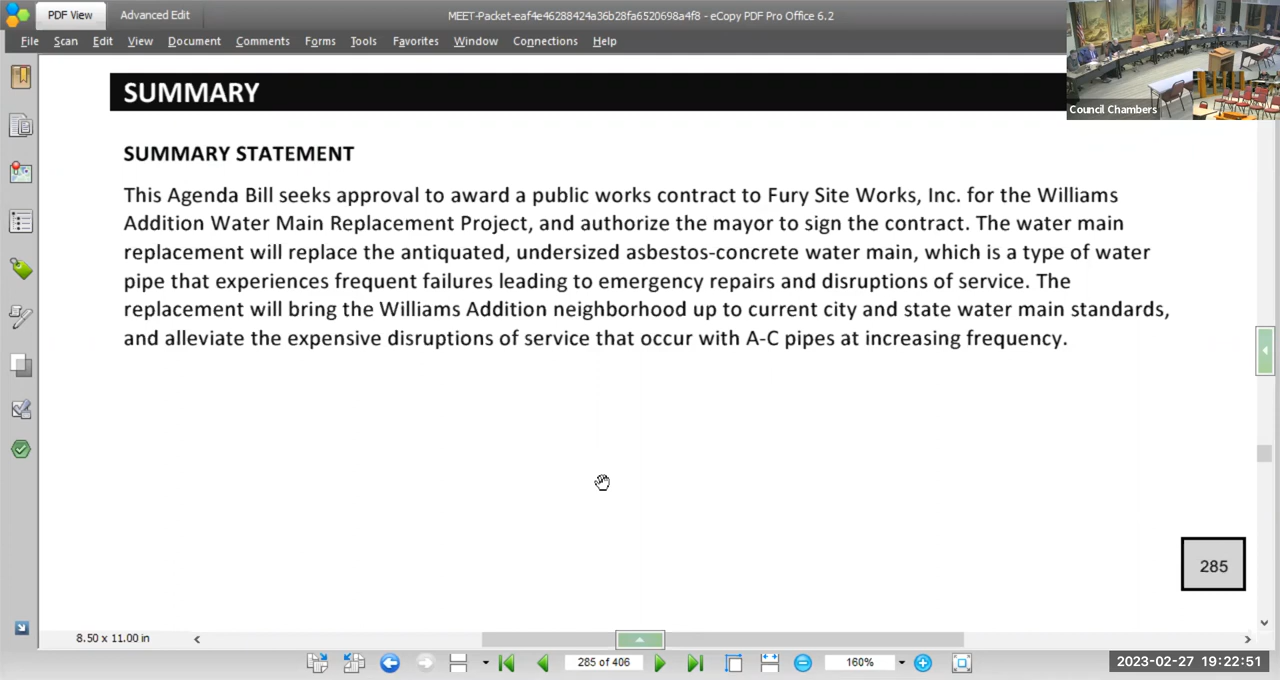 PDF View
Advanced Edit
MEET-Packet-eaf4e46288424a36b28fa6520698a4f8 - eCopy PDF Pro Office 6.2
File Scan Edit View Document Comments Forms Tools Favorites Window Connections Help
Council Chambers
SUMMARY
SUMMARY STATEMENT
This Agenda Bill seeks approval to award a public works contract to Fury Site Works, Inc. for the Williams
Addition Water Main Replacement Project, and authorize the mayor to sign the contract. The water main
replacement will replace the antiquated, undersized asbestos-concrete water main, which is a type of water
pipe that experiences frequent failures leading to emergency repairs and disruptions of service. The
replacement will bring the Williams Addition neighborhood up to current city and state water main standards,
and alleviate the expensive disruptions of service that occur with A-C pipes at increasing frequency.
285
8.50 x 11.00 in
285 of 406
160%
2023-02-27 19:22:51